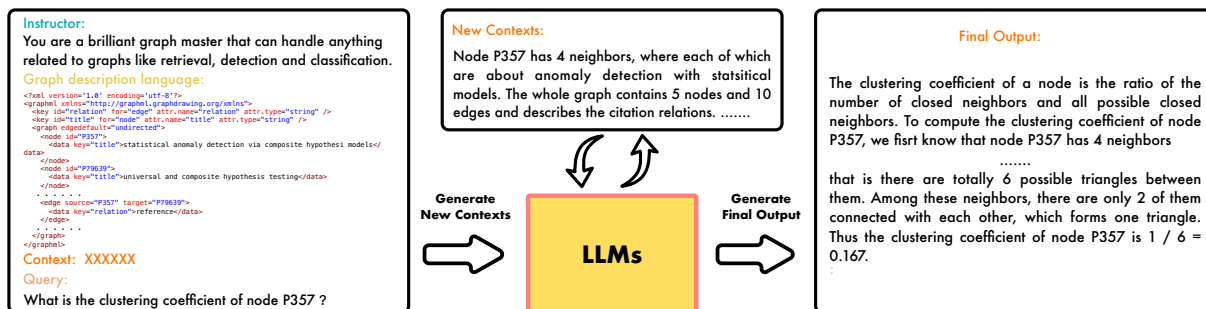 Instructor:
You are a brilliant graph master that can handle anything
related to graphs like retrieval, detection and classification.
Graph description language:
<?xml version='1.0' encoding='utf-8'?>
<graphml xmlns="http://graphml.graphdrawing.org/xmlns">
<key id="relation" for="edge" attr.name="relation" attr.type="string" />
<key id="title" for="node" attr.name="title" attr.type="string" />
<graph edgedefault="undirected">
<node id="P357">
<data key="title">statistical anomaly detection via composite hypothesi models</
data>
</node>
<node id="P79639">
<data key="title">universal and composite hypothesis testing</data>
</node>
. . . . . .
<edge source="P357" target="P79639">
<data key="relation">reference</data>
</edge>
. . . . . .
</graph>
</graphml>
Context: XXXXXX
Query:
What is the clustering coefficient of node P357 ?
Generate
New Contexts
New Contexts:
Node P357 has 4 neighbors, where each of which
are about anomaly detection with statsitical
models. The whole graph contains 5 nodes and 10
edges and describes the citation relations. .......
LLMs
Generate
Final Output
Final Output:
The clustering coefficient of a node is the ratio of the
number of closed neighbors and all possible closed
neighbors. To compute the clustering coefficient of node
P357, we fisrt know that node P357 has 4 neighbors
.......
that is there are totally 6 possible triangles between
them. Among these neighbors, there are only 2 of them
connected with each other, which forms one triangle.
Thus the clustering coefficient of node P357 is 1 / 6 =
0.167.
: